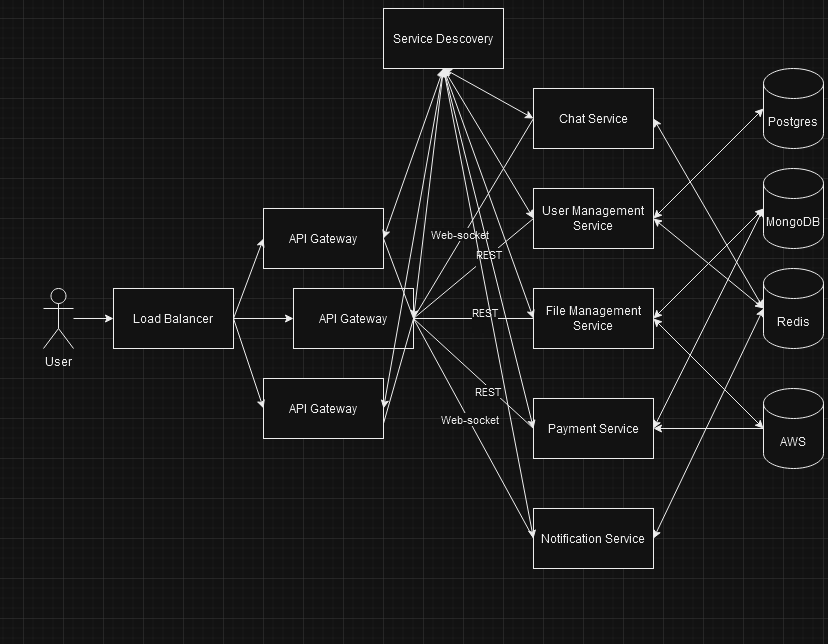 Service Descovery
Chat Service
Postgres
User Management
Service
MongoDB
API Gateway
Web-socket
REST
Load Balancer
API Gateway
REST
File Management
Service
Redis
User
API Gateway
REST
Payment Service
Web-socket
AWS
Notification Service